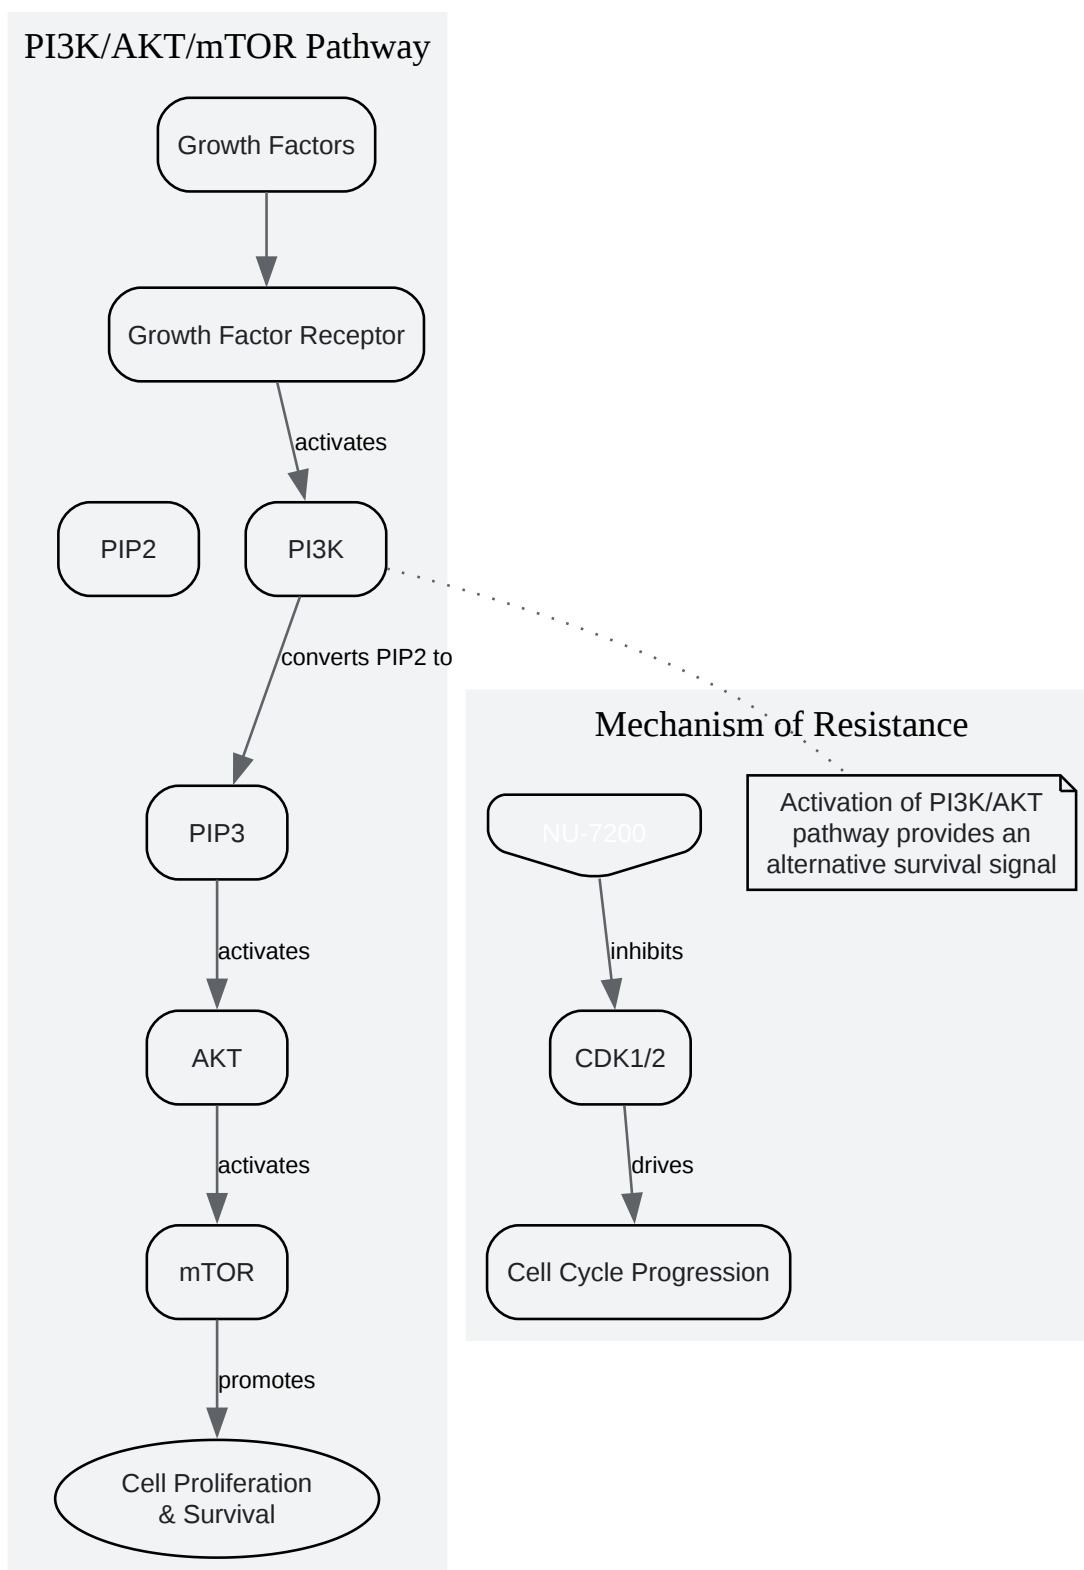 PI3K/AKT/mTOR Pathway
Growth Factors
Growth Factor Receptor
activates
PIP2
PI3K
converts PIP2 to
PIP3
activates
AKT
activates
mTOR
promotes
Cell Proliferation
& Survival
Mechanism of Resistance
NU-7200
Activation of PI3K/AKT
pathway provides an
alternative survival signal
inhibits
CDK1/2
drives
Cell Cycle Progression